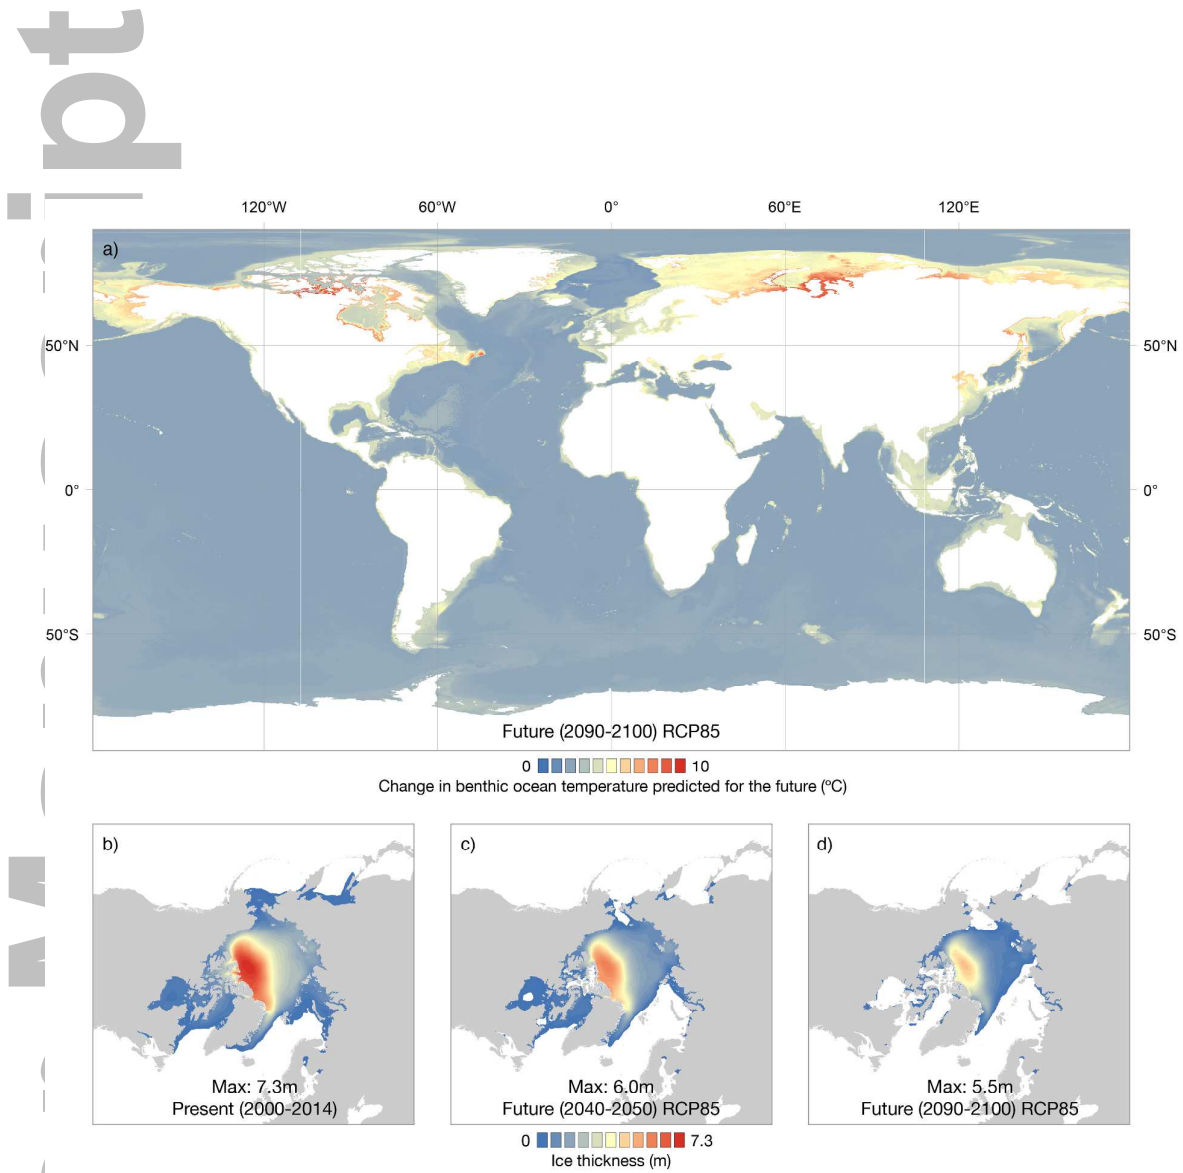 120°W 60°W 0° 60°E 120°E
a)
50°N 50°N
0° 0°
50°S 50°S
Future (2090-2100) RCP85
0 10
Change in benthic ocean temperature predicted for the future (ºC)
b) c) d)
Max: 7.3m Max: 6.0m Max: 5.5m
Present (2000-2014) Future (2040-2050) RCP85 Future (2090-2100) RCP85
0 7.3
Ice thickness (m)